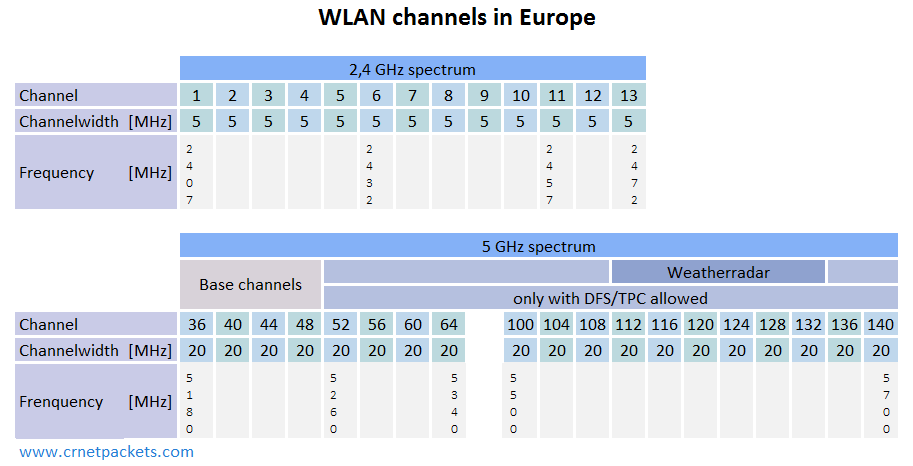 WLAN channels in Europe
2,4 GHz spectrum
Channel 1 2 3 4 5 6 7 8 9 10 11 12 13
Channelwidth [MHz] 5 5 5 5 5 5 5 5 5 5 5 5 5
Frequency [MHz] 2407 2432 2457 2472
5 GHz spectrum
Base channels Weatherradar
only with DFS/TPC allowed
Channel 36 40 44 48 52 56 60 64 100 104 108 112 116 120 124 128 132 136 140
Channelwidth [MHz] 20 20 20 20 20 20 20 20 20 20 20 20 20 20 20 20 20 20 20
Frenquency [MHz] 5180 5260 5340 5500 5700
www.crnetpackets.com